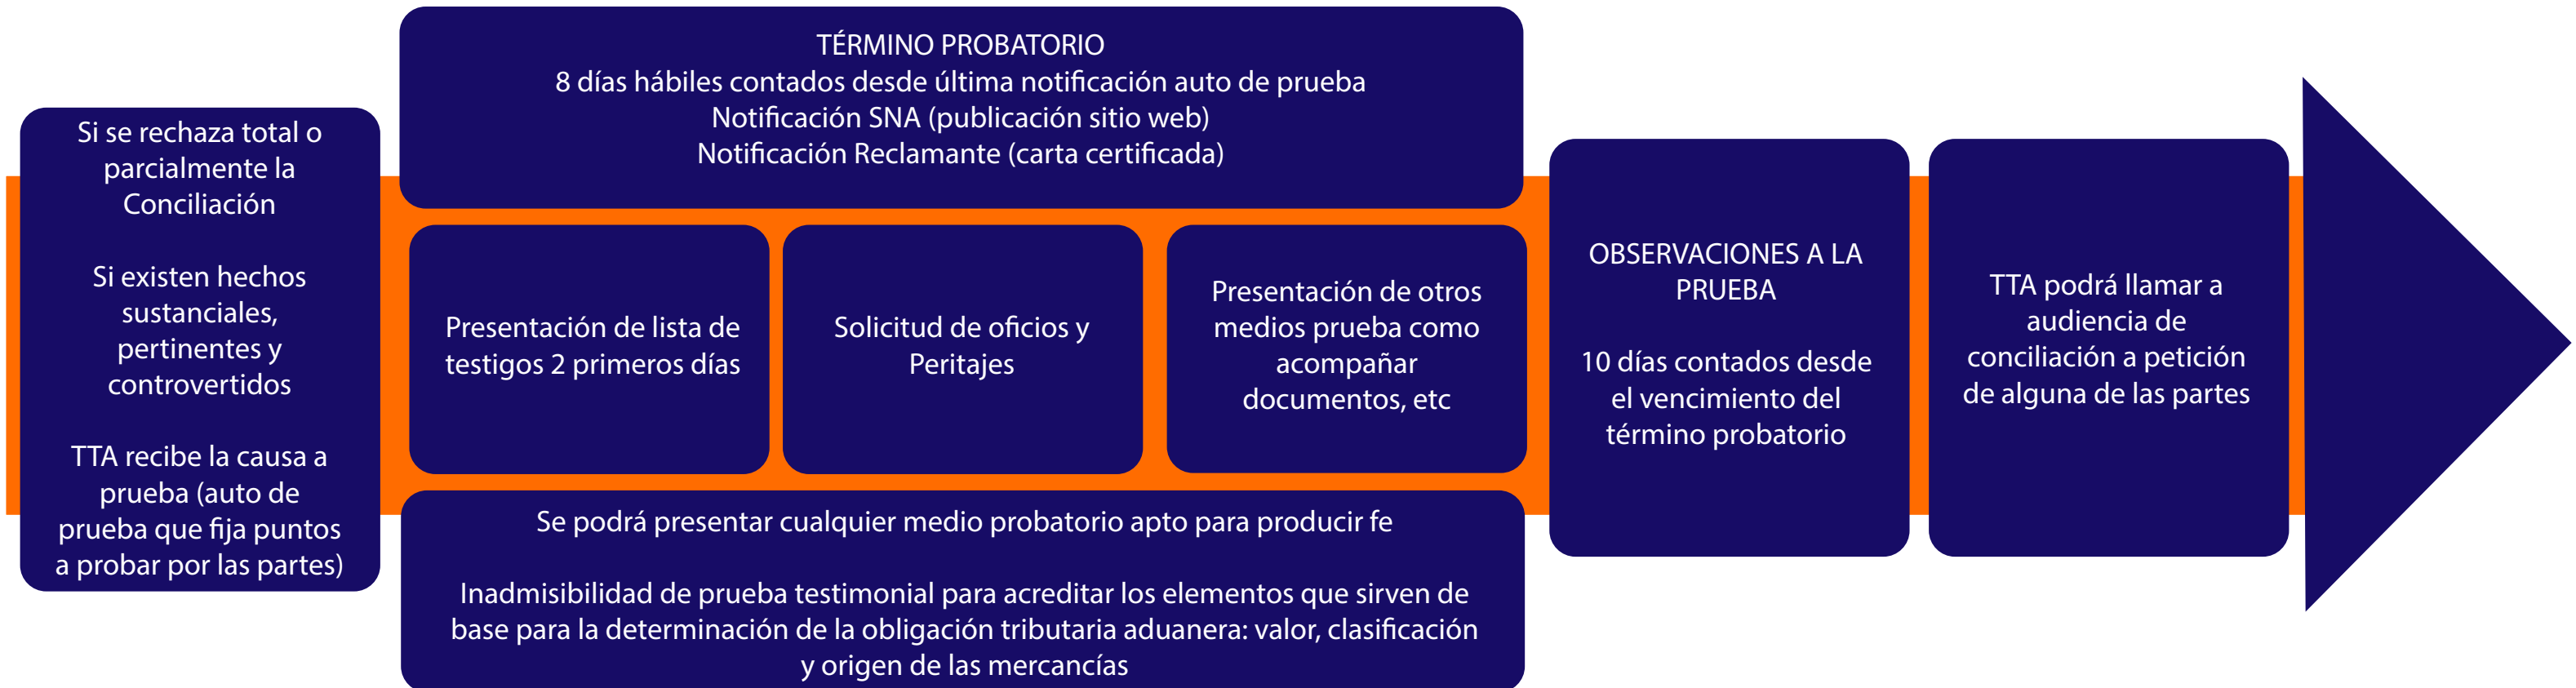 Si se rechaza total o
parcialmente la
Conciliación
Si existen hechos
sustanciales,
pertinentes y
controvertidos
TTA recibe la causa a
prueba (auto de
prueba que fija puntos
a probar por las partes)
TÉRMINO PROBATORIO
8 días hábiles contados desde última notificación auto de prueba
Notificación SNA (publicación sitio web)
Notificación Reclamante (carta certificada)
Presentación de lista de
testigos 2 primeros días
Solicitud de oficios y
Peritajes
Presentación de otros
medios prueba como
acompañar
documentos, etc
Se podrá presentar cualquier medio probatorio apto para producir fe
Inadmisibilidad de prueba testimonial para acreditar los elementos que sirven de
base para la determinación de la obligación tributaria aduanera: valor, clasificación
y origen de las mercancías
OBSERVACIONES A LA
PRUEBA
10 días contados desde
el vencimiento del
término probatorio
TTA podrá llamar a
audiencia de
conciliación a petición
de alguna de las partes